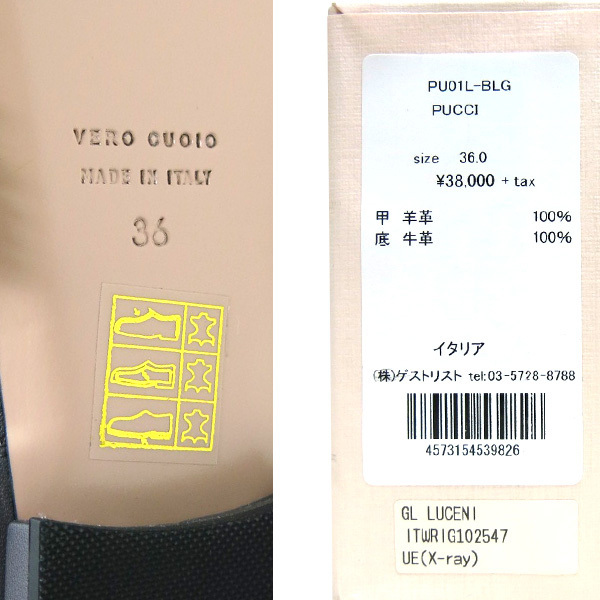 VERO CUOIO
MADE IN ITALY
36
PU01L-BLG
PUCCI
size 36.0
¥38,000 + tax
甲 羊革 100%
底 牛革 100%
イタリア
(株)ゲストリスト tel:03-5728-8788
4573154539826
GL LUCENI
ITWRIG102547
UE(X-ray)